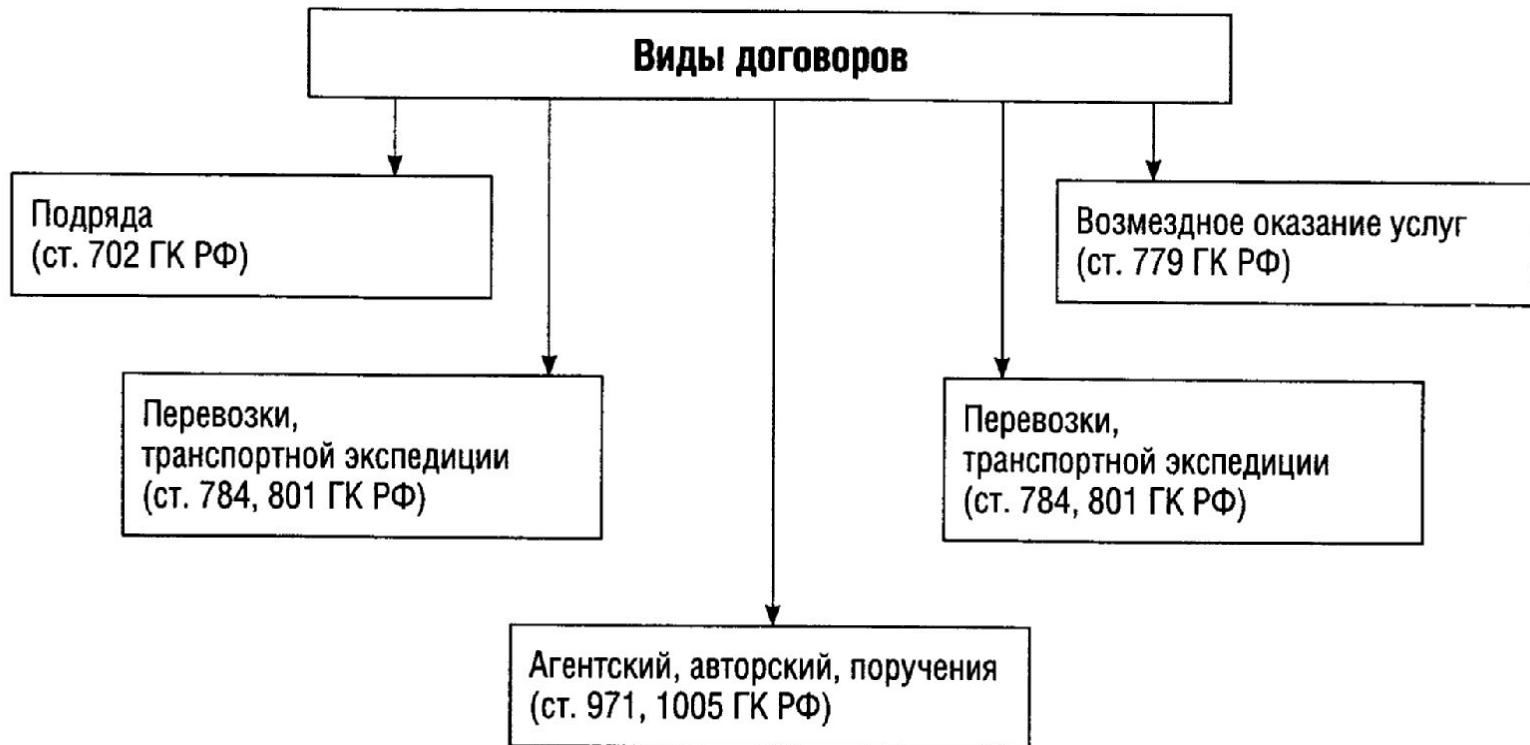 Виды договоров
Подряда
(ст. 702 ГК РФ)
Возмездное оказание услуг
(ст. 779 ГК РФ)
Перевозки,
транспортной экспедиции
(ст. 784, 801 ГК РФ)
Перевозки,
транспортной экспедиции
(ст. 784, 801 ГК РФ)
Агентский, авторский, поручения
(ст. 971, 1005 ГК РФ)